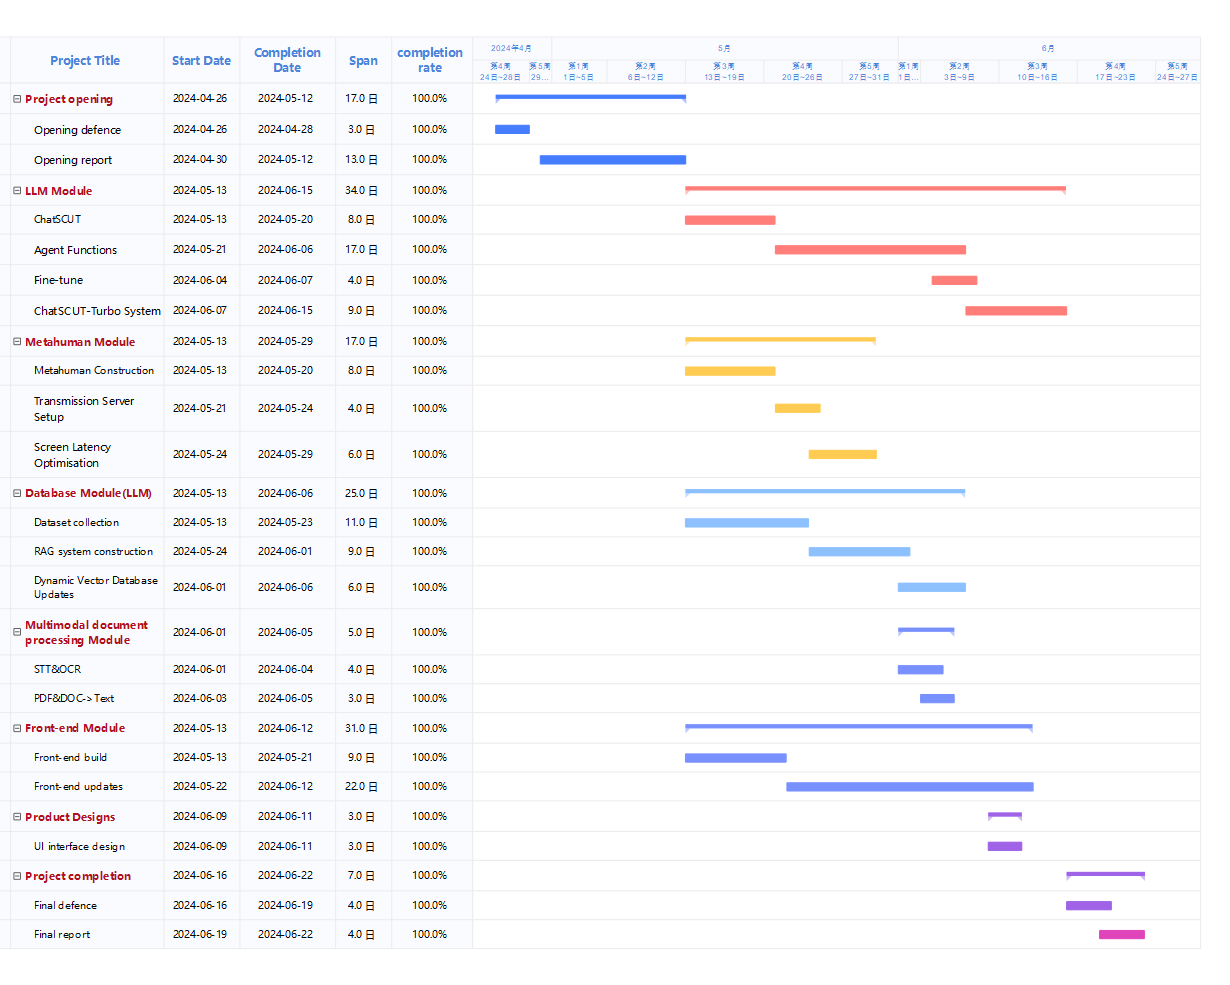 Project Title Start Date Completion Date Span completion rate
2024年4月 5月 6月
第4周 第5周 第1周 第2周 第3周 第4周 第5周 第1周 第2周 第3周 第4周 第5周
24日~28日 29... 1日~5日 6日~12日 13日~19日 20日~26日 27日~31日 1日... 3日~9日 10日~16日 17日~23日 24日~27日
Project opening 2024-04-26 2024-05-12 17.0 日 100.0%
Opening defence 2024-04-26 2024-04-28 3.0 日 100.0%
Opening report 2024-04-30 2024-05-12 13.0 日 100.0%
LLM Module 2024-05-13 2024-06-15 34.0 日 100.0%
ChatSCUT 2024-05-13 2024-05-20 8.0 日 100.0%
Agent Functions 2024-05-21 2024-06-06 17.0 日 100.0%
Fine-tune 2024-06-04 2024-06-07 4.0 日 100.0%
ChatSCUT-Turbo System 2024-06-07 2024-06-15 9.0 日 100.0%
Metahuman Module 2024-05-13 2024-05-29 17.0 日 100.0%
Metahuman Construction 2024-05-13 2024-05-20 8.0 日 100.0%
Transmission Server Setup 2024-05-21 2024-05-24 4.0 日 100.0%
Screen Latency Optimisation 2024-05-24 2024-05-29 6.0 日 100.0%
Database Module(LLM) 2024-05-13 2024-06-06 25.0 日 100.0%
Dataset collection 2024-05-13 2024-05-23 11.0 日 100.0%
RAG system construction 2024-05-24 2024-06-01 9.0 日 100.0%
Dynamic Vector Database Updates 2024-06-01 2024-06-06 6.0 日 100.0%
Multimodal document processing Module 2024-06-01 2024-06-05 5.0 日 100.0%
STT&OCR 2024-06-01 2024-06-04 4.0 日 100.0%
PDF&DOC->Text 2024-06-03 2024-06-05 3.0 日 100.0%
Front-end Module 2024-05-13 2024-06-12 31.0 日 100.0%
Front-end build 2024-05-13 2024-05-21 9.0 日 100.0%
Front-end updates 2024-05-22 2024-06-12 22.0 日 100.0%
Product Designs 2024-06-09 2024-06-11 3.0 日 100.0%
UI interface design 2024-06-09 2024-06-11 3.0 日 100.0%
Project completion 2024-06-16 2024-06-22 7.0 日 100.0%
Final defence 2024-06-16 2024-06-19 4.0 日 100.0%
Final report 2024-06-19 2024-06-22 4.0 日 100.0%